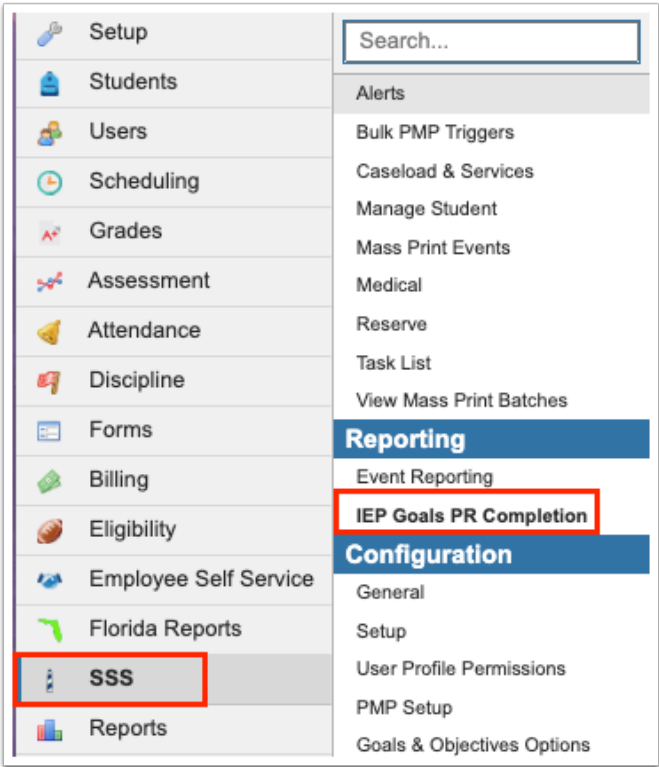 Setup
Students
Users
Scheduling
Grades
Assessment
Attendance
Discipline
Forms
Billing
Eligibility
Employee Self Service
Florida Reports
SSS
Reports
Search...
Alerts
Bulk PMP Triggers
Caseload & Services
Manage Student
Mass Print Events
Medical
Reserve
Task List
View Mass Print Batches
Reporting
Event Reporting
IEP Goals PR Completion
Configuration
General
Setup
User Profile Permissions
PMP Setup
Goals & Objectives Options